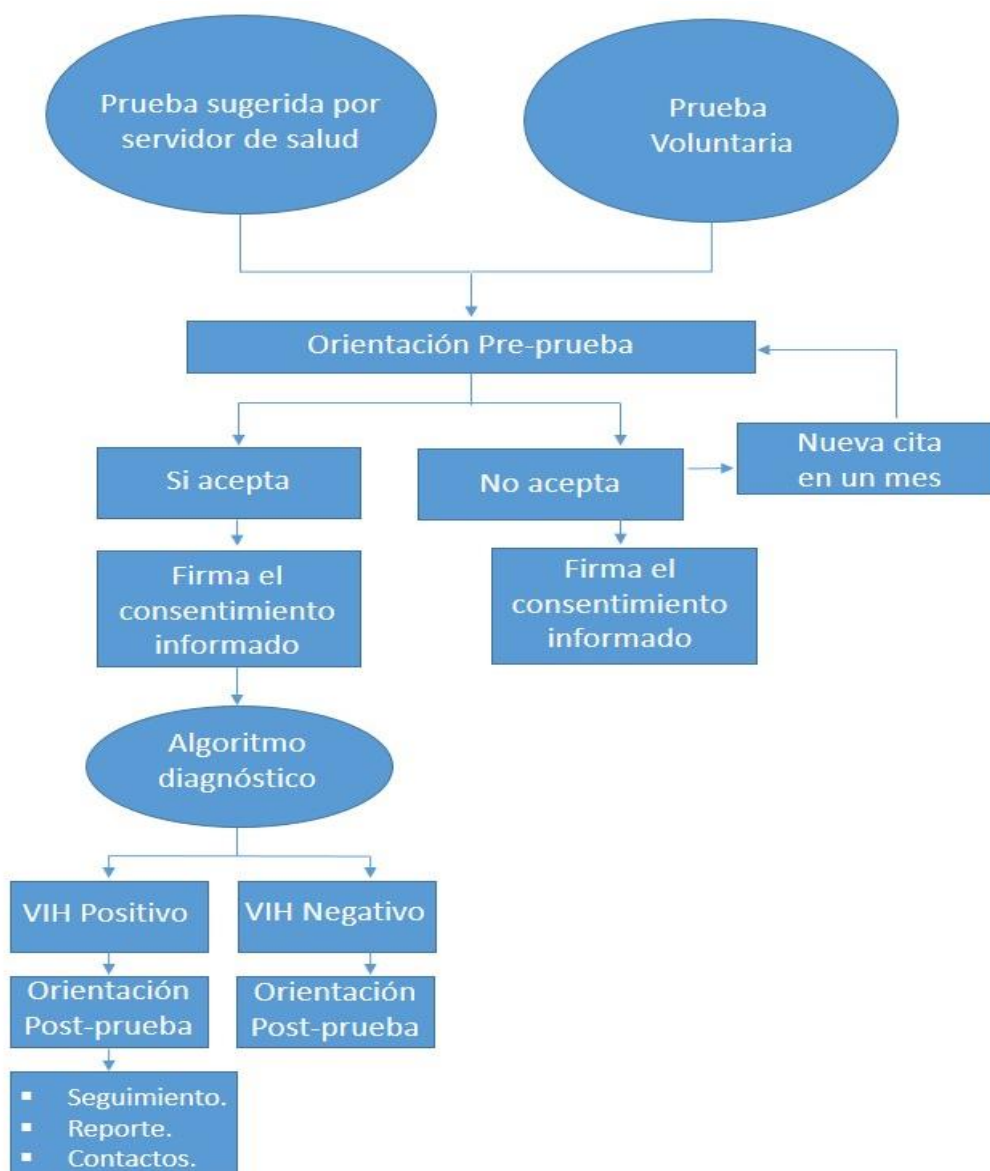 Prueba sugerida por
servidor de salud
Prueba
Voluntaria
Orientación Pre-prueba
Si acepta
No acepta
Nueva cita
en un mes
Firma el
consentimiento
informado
Firma el
consentimiento
informado
Algoritmo
diagnóstico
VIH Positivo
VIH Negativo
Orientación
Post-prueba
Orientación
Post-prueba
▪ Seguimiento.
▪ Reporte.
▪ Contactos.